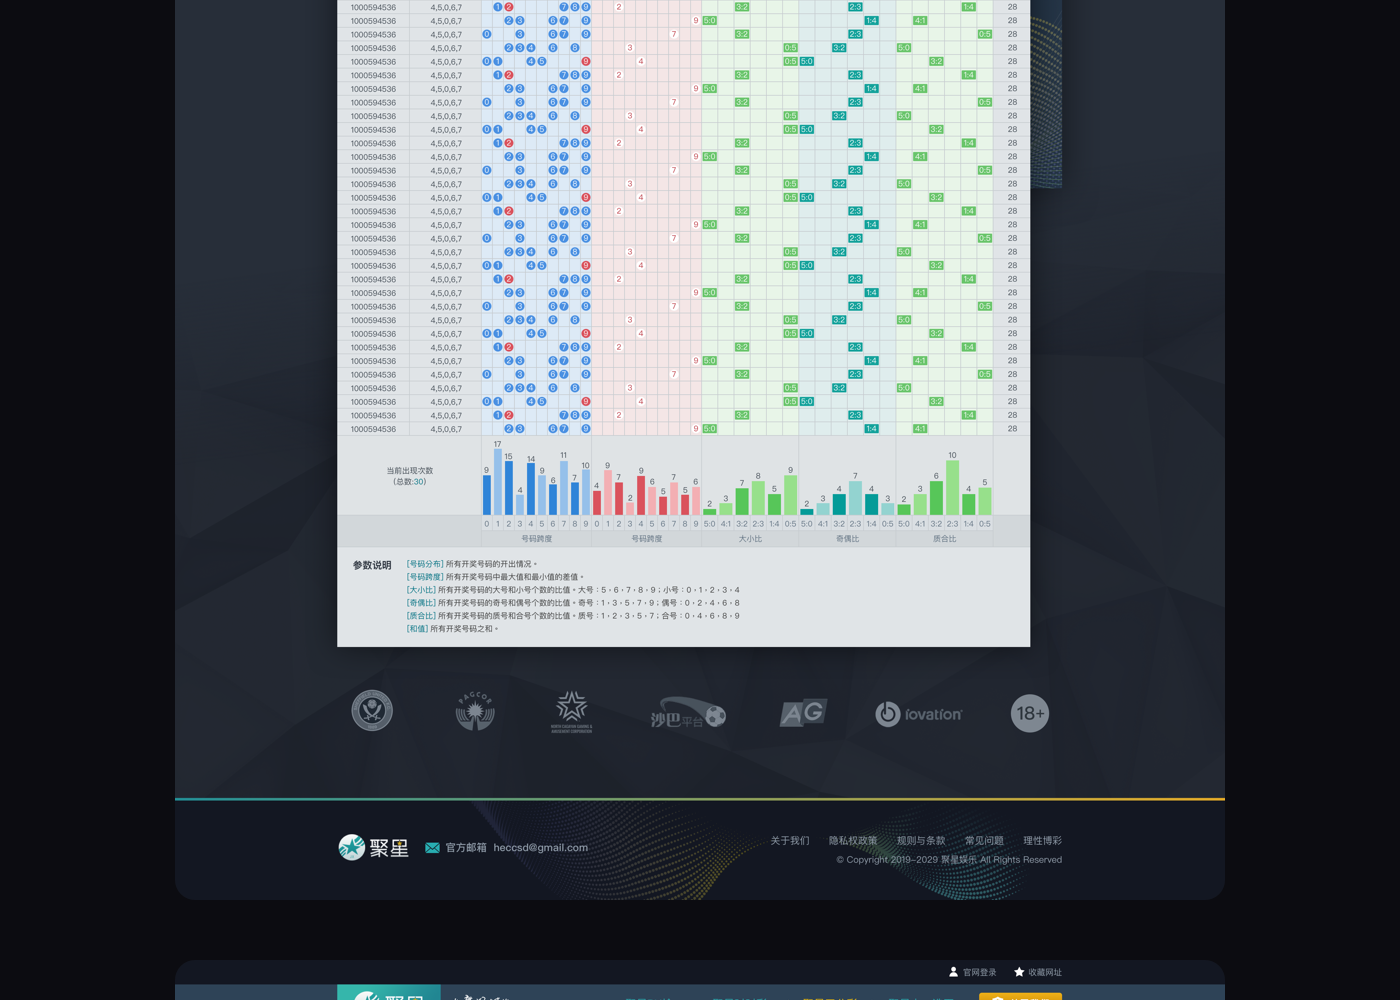 1000594536 4,5,0,6,7 1 2 7 8 9 2 3:2 2:3 1:4 28
1000594536 4,5,0,6,7 2 3 6 7 9 9 5:0 1:4 4:1 28
1000594536 4,5,0,6,7 0 3 6 7 9 7 3:2 2:3 0:5 28
1000594536 4,5,0,6,7 2 3 4 6 8 3 0:5 3:2 5:0 28
1000594536 4,5,0,6,7 0 1 4 5 9 4 0:5 5:0 3:2 28
1000594536 4,5,0,6,7 1 2 7 8 9 2 3:2 2:3 1:4 28
1000594536 4,5,0,6,7 2 3 6 7 9 9 5:0 1:4 4:1 28
1000594536 4,5,0,6,7 0 3 6 7 9 7 3:2 2:3 0:5 28
1000594536 4,5,0,6,7 2 3 4 6 8 3 0:5 3:2 5:0 28
1000594536 4,5,0,6,7 0 1 4 5 9 4 0:5 5:0 3:2 28
1000594536 4,5,0,6,7 1 2 7 8 9 2 3:2 2:3 1:4 28
1000594536 4,5,0,6,7 2 3 6 7 9 9 5:0 1:4 4:1 28
1000594536 4,5,0,6,7 0 3 6 7 9 7 3:2 2:3 0:5 28
1000594536 4,5,0,6,7 2 3 4 6 8 3 0:5 3:2 5:0 28
1000594536 4,5,0,6,7 0 1 4 5 9 4 0:5 5:0 3:2 28
1000594536 4,5,0,6,7 1 2 7 8 9 2 3:2 2:3 1:4 28
1000594536 4,5,0,6,7 2 3 6 7 9 9 5:0 1:4 4:1 28
1000594536 4,5,0,6,7 0 3 6 7 9 7 3:2 2:3 0:5 28
1000594536 4,5,0,6,7 2 3 4 6 8 3 0:5 3:2 5:0 28
1000594536 4,5,0,6,7 0 1 4 5 9 4 0:5 5:0 3:2 28
1000594536 4,5,0,6,7 1 2 7 8 9 2 3:2 2:3 1:4 28
1000594536 4,5,0,6,7 2 3 6 7 9 9 5:0 1:4 4:1 28
1000594536 4,5,0,6,7 0 3 6 7 9 7 3:2 2:3 0:5 28
1000594536 4,5,0,6,7 2 3 4 6 8 3 0:5 3:2 5:0 28
1000594536 4,5,0,6,7 0 1 4 5 9 4 0:5 5:0 3:2 28
1000594536 4,5,0,6,7 1 2 7 8 9 2 3:2 2:3 1:4 28
1000594536 4,5,0,6,7 2 3 6 7 9 9 5:0 1:4 4:1 28
1000594536 4,5,0,6,7 0 3 6 7 9 7 3:2 2:3 0:5 28
1000594536 4,5,0,6,7 2 3 4 6 8 3 0:5 3:2 5:0 28
1000594536 4,5,0,6,7 0 1 4 5 9 4 0:5 5:0 3:2 28
1000594536 4,5,0,6,7 1 2 7 8 9 2 3:2 2:3 1:4 28
1000594536 4,5,0,6,7 2 3 6 7 9 9 5:0 1:4 4:1 28
当前出现次数
(总数:30)
9 17 15 4 14 9 6 11 7 10 4 9 7 2 9 6 5 7 5 6 2 3 7 8 5 9 2 3 4 7 4 3 2 3 6 10 4 5
0 1 2 3 4 5 6 7 8 9 0 1 2 3 4 5 6 7 8 9 5:0 4:1 3:2 2:3 1:4 0:5 5:0 4:1 3:2 2:3 1:4 0:5 5:0 4:1 3:2 2:3 1:4 0:5
号码跨度 号码跨度 大小比 奇偶比 质合比
参数说明
[号码分布] 所有开奖号码的开出情况。
[号码跨度] 所有开奖号码中最大值和最小值的差值。
[大小比] 所有开奖号码的大号和小号个数的比值。大号：5，6，7，8，9；小号：0，1，2，3，4
[奇偶比] 所有开奖号码的奇号和偶号个数的比值。奇号：1，3，5，7，9；偶号：0，2，4，6，8
[质合比] 所有开奖号码的质号和合号个数的比值。质号：1，2，3，5，7；合号：0，4，6，8，9
[和值] 所有开奖号码之和。
PAGCOR
沙巴平台
AG
iovation
18+
聚星
官方邮箱 heccsd@gmail.com
关于我们 隐私权政策 规则与条款 常见问题 理性博彩
© Copyright 2019-2029 聚星娱乐 All Rights Reserved
官网登录 收藏网址